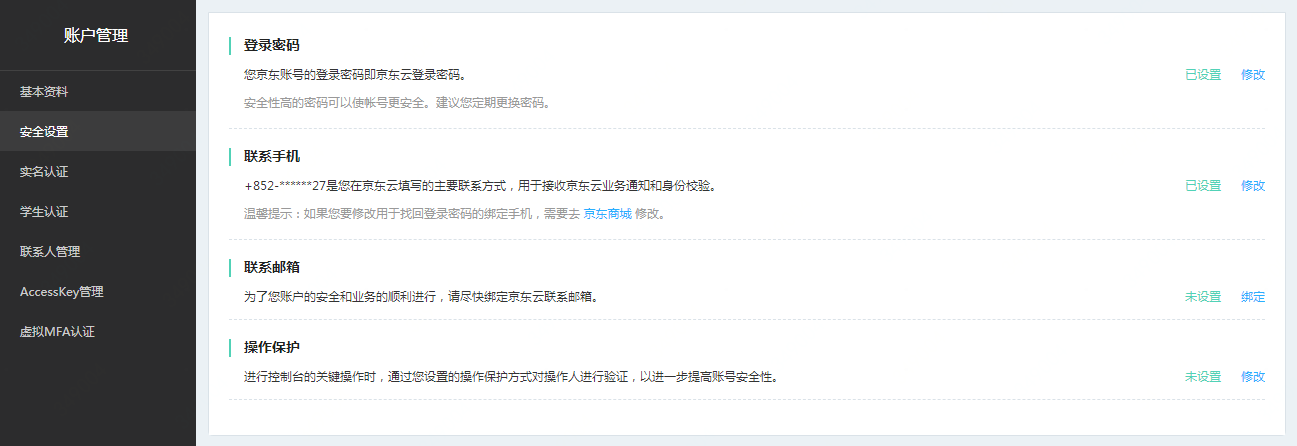 账户管理
基本资料
安全设置
实名认证
学生认证
联系人管理
AccessKey管理
虚拟MFA认证
登录密码
您京东账号的登录密码即京东云登录密码。 已设置 修改
安全性高的密码可以使帐号更安全。建议您定期更换密码。
联系手机
+852-******27是您在京东云填写的主要联系方式，用于接收京东云业务通知和身份校验。 已设置 修改
温馨提示：如果您要修改用于找回登录密码的绑定手机，需要去 京东商城 修改。
联系邮箱
为了您账户的安全和业务的顺利进行，请尽快绑定京东云联系邮箱。 未设置 绑定
操作保护
进行控制台的关键操作时，通过您设置的操作保护方式对操作人进行验证，以进一步提高账号安全性。 未设置 修改